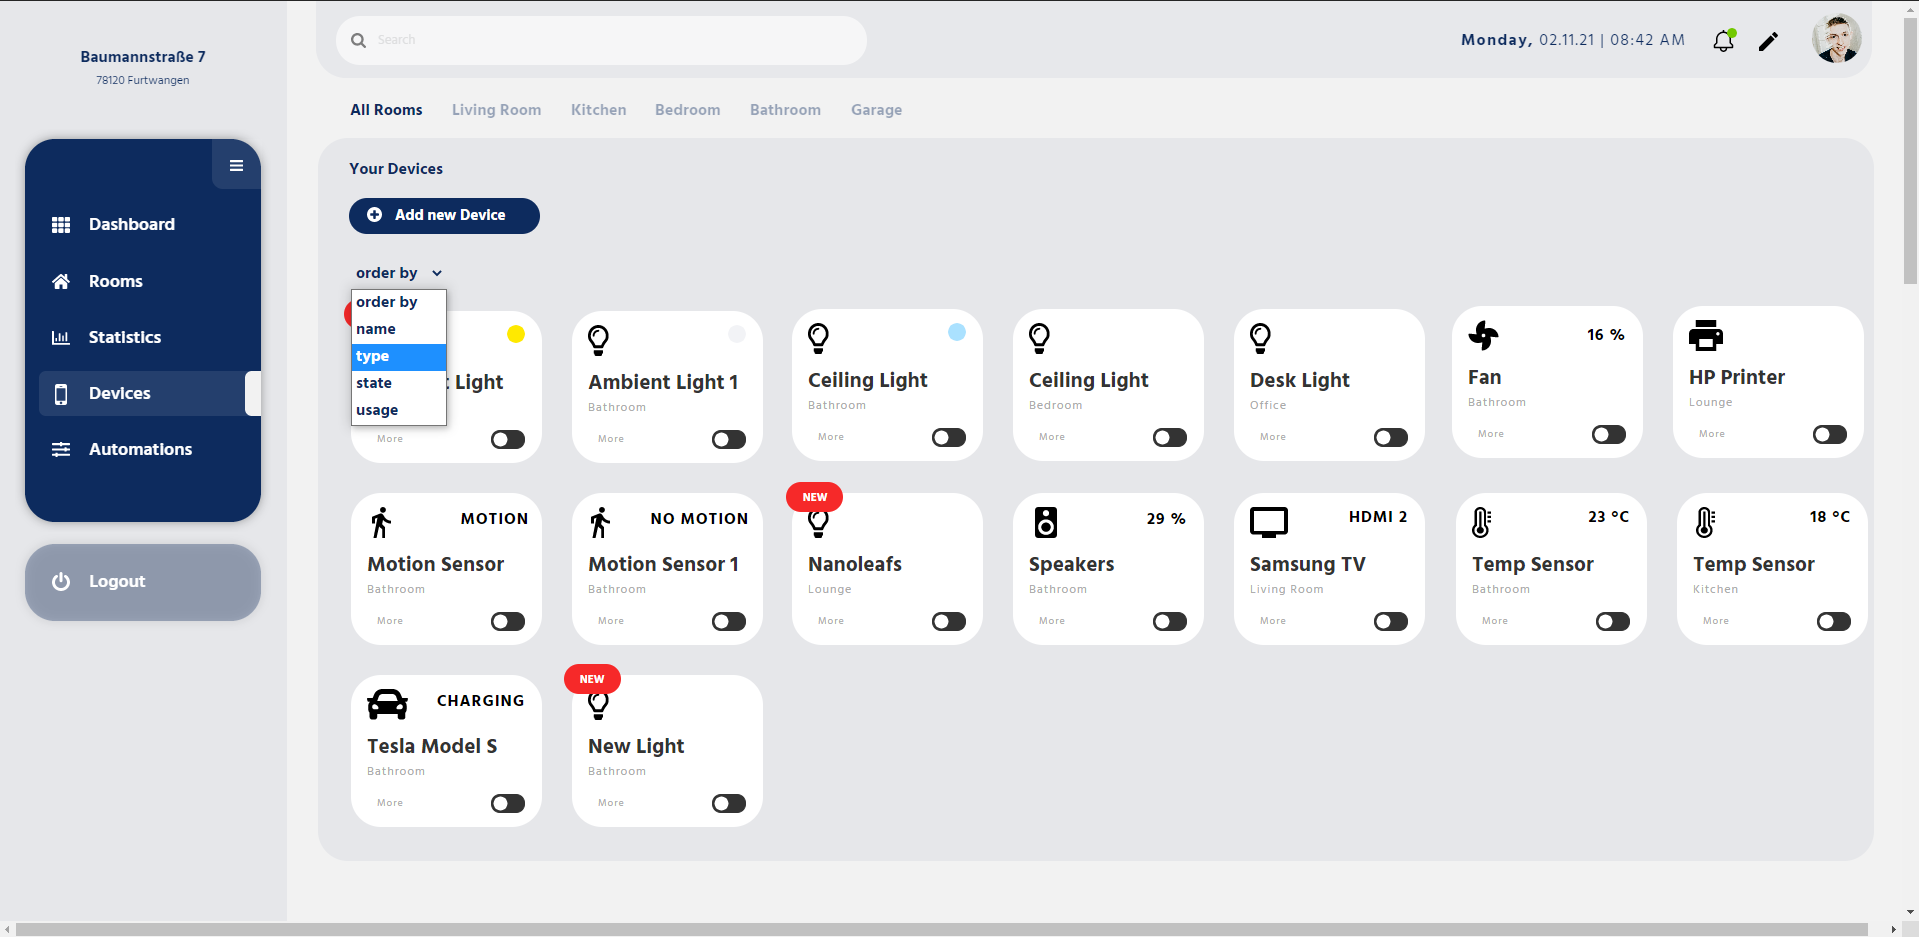 Baumannstraße 7
78120 Furtwangen
Dashboard
Rooms
Statistics
Devices
Automations
Logout
Search
Monday, 02.11.21 | 08:42 AM
All Rooms Living Room Kitchen Bedroom Bathroom Garage
Your Devices
Add new Device
order by
order by
name
type
state
usage
Light
More
Ambient Light 1
Bathroom
More
Ceiling Light
Bathroom
More
Ceiling Light
Bedroom
More
Desk Light
Office
More
16 %
Fan
Bathroom
More
HP Printer
Lounge
More
MOTION
Motion Sensor
Bathroom
More
NO MOTION
Motion Sensor 1
Bathroom
More
NEW
Nanoleafs
Lounge
More
29 %
Speakers
Bathroom
More
HDMI 2
Samsung TV
Living Room
More
23 °C
Temp Sensor
Bathroom
More
18 °C
Temp Sensor
Kitchen
More
CHARGING
Tesla Model S
Bathroom
More
NEW
New Light
Bathroom
More